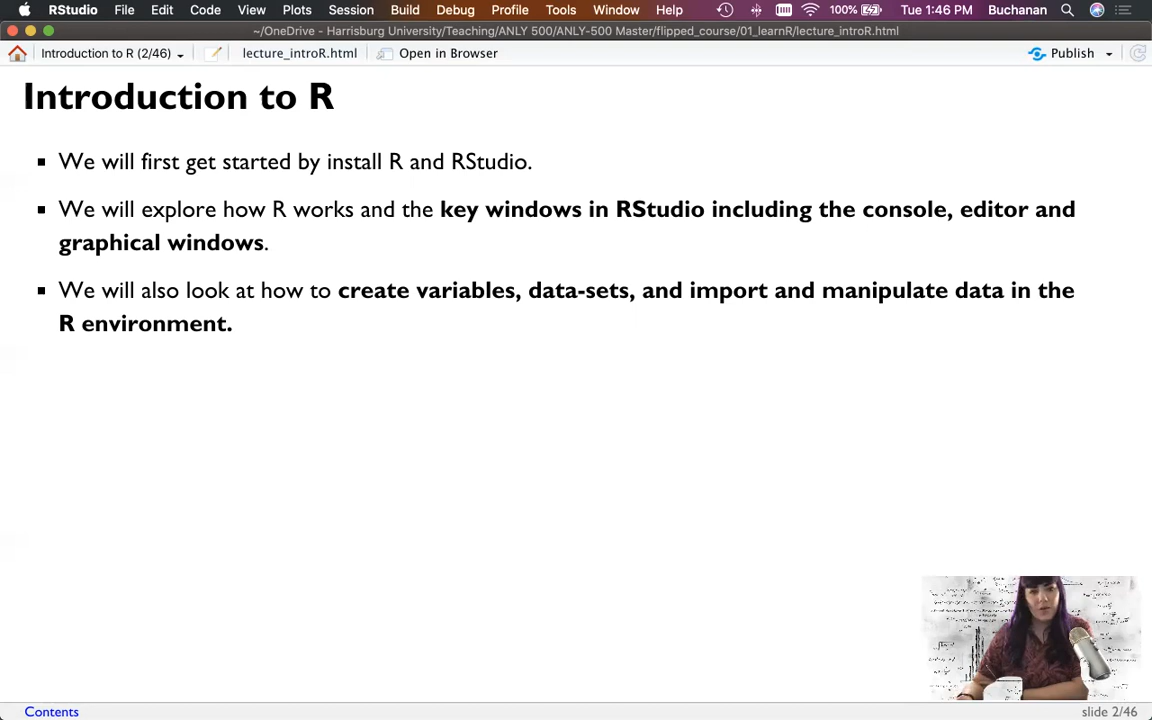 RStudio File Edit Code View Plots Session Build Debug Profile Tools Window Help 100% Tue 1:46 PM Buchanan
~/OneDrive - Harrisburg University/Teaching/ANLY 500/ANLY-500 Master/flipped_course/01_learnR/lecture_introR.html
Introduction to R (2/46) lecture_introR.html Open in Browser Publish
Introduction to R
We will first get started by install R and RStudio.
We will explore how R works and the key windows in RStudio including the console, editor and
graphical windows.
We will also look at how to create variables, data-sets, and import and manipulate data in the
R environment.
Contents slide 2/46